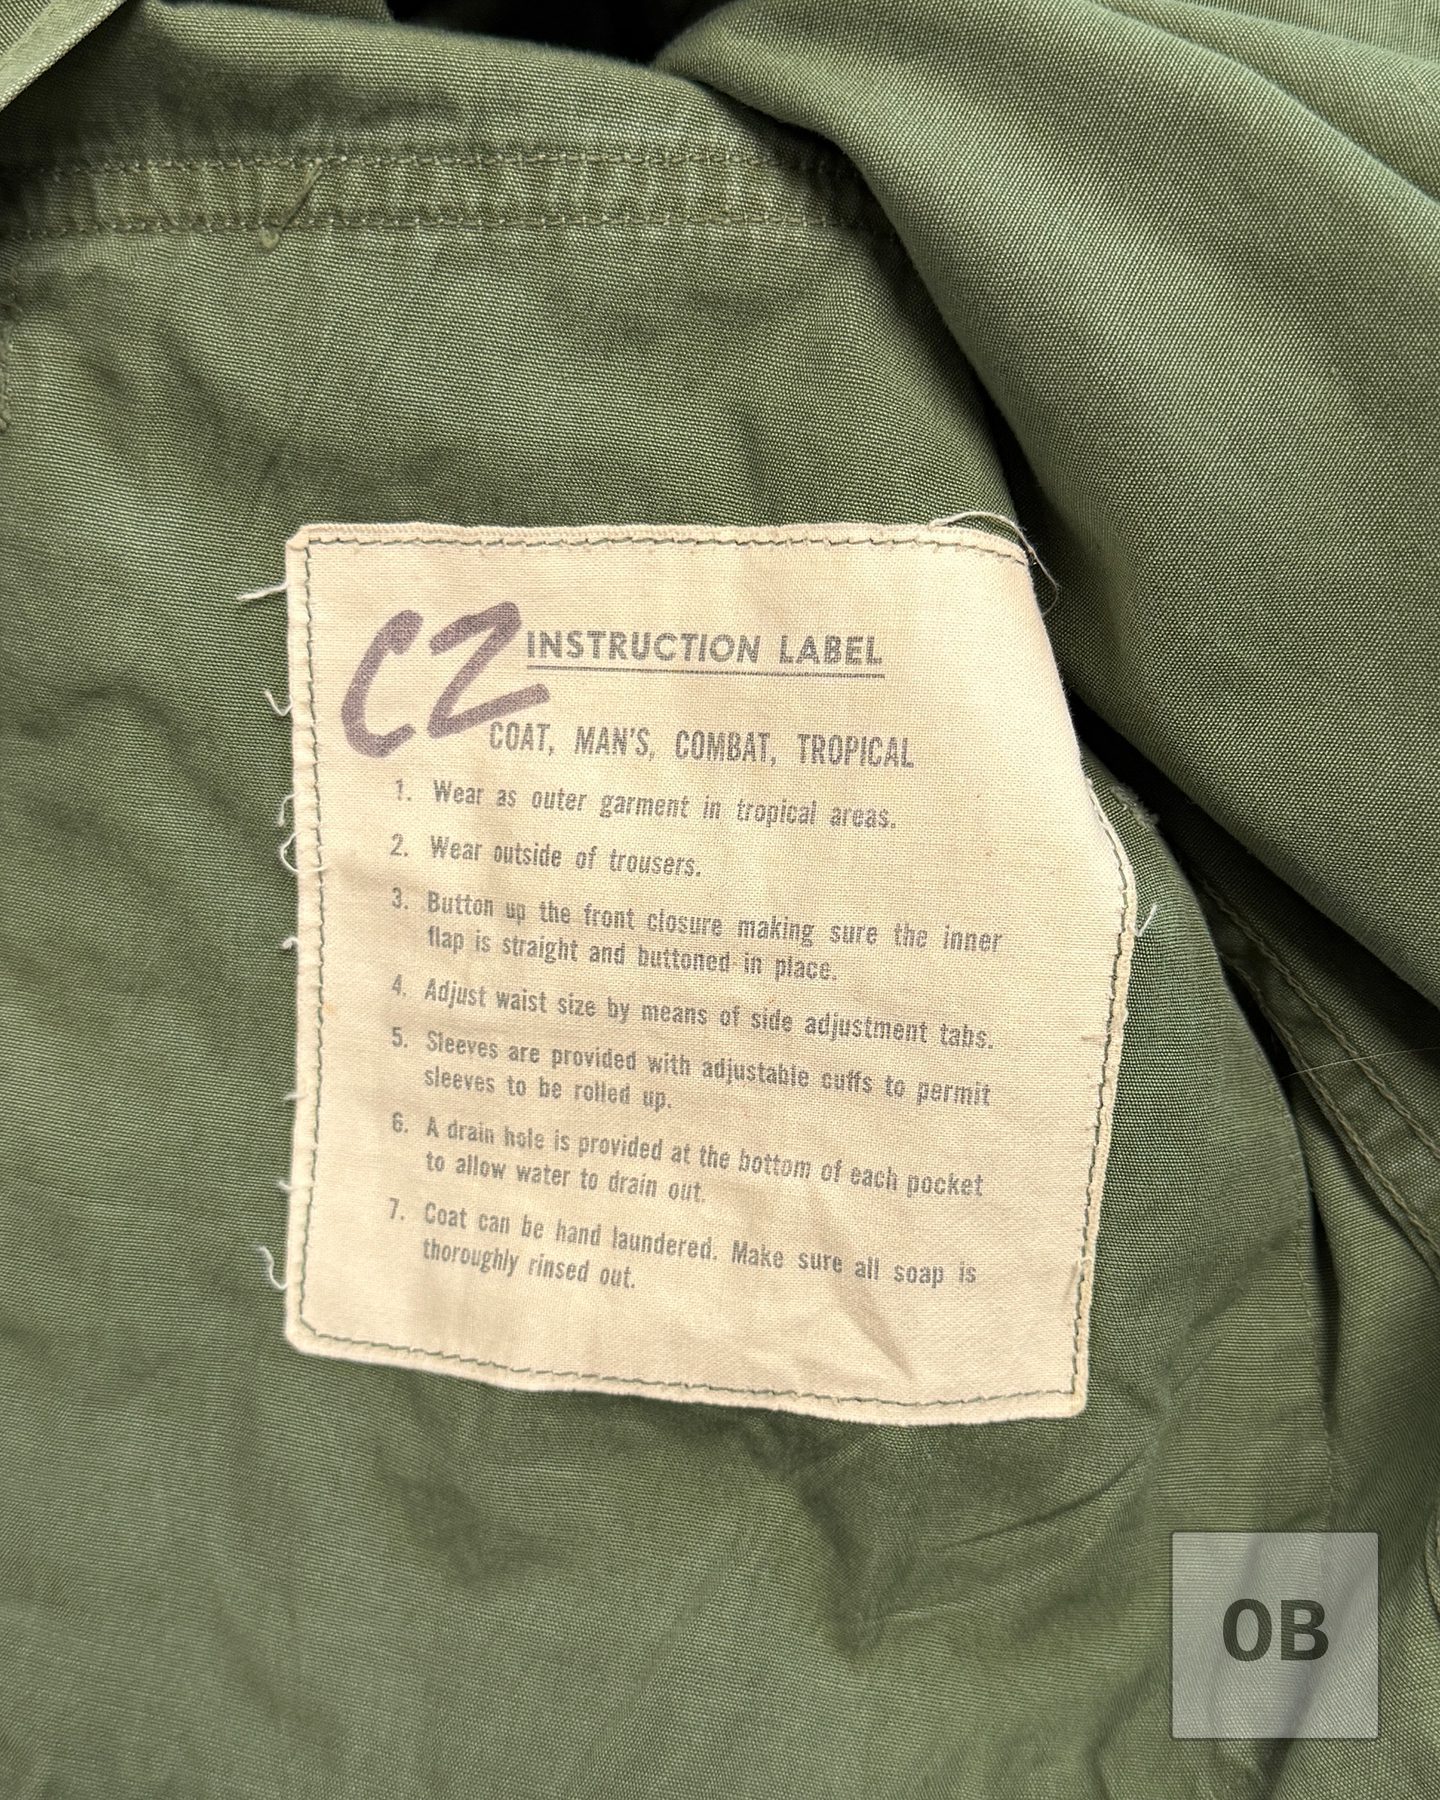 CZ
INSTRUCTION LABEL
COAT, MAN'S, COMBAT, TROPICAL
1. Wear as outer garment in tropical areas.
2. Wear outside of trousers.
3. Button up the front closure making sure the inner
flap is straight and buttoned in place.
4. Adjust waist size by means of side adjustment tabs.
5. Sleeves are provided with adjustable cuffs to permit
sleeves to be rolled up.
6. A drain hole is provided at the bottom of each pocket
to allow water to drain out.
7. Coat can be hand laundered. Make sure all soap is
thoroughly rinsed out.
OB